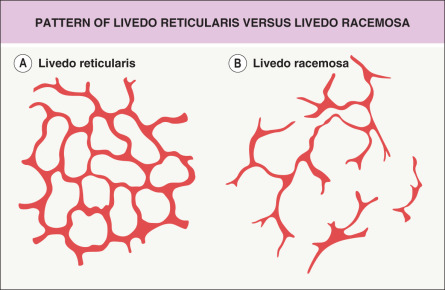 PATTERN OF LIVEDO RETICULARIS VERSUS LIVEDO RACEMOSA
A Livedo reticularis
B Livedo racemosa